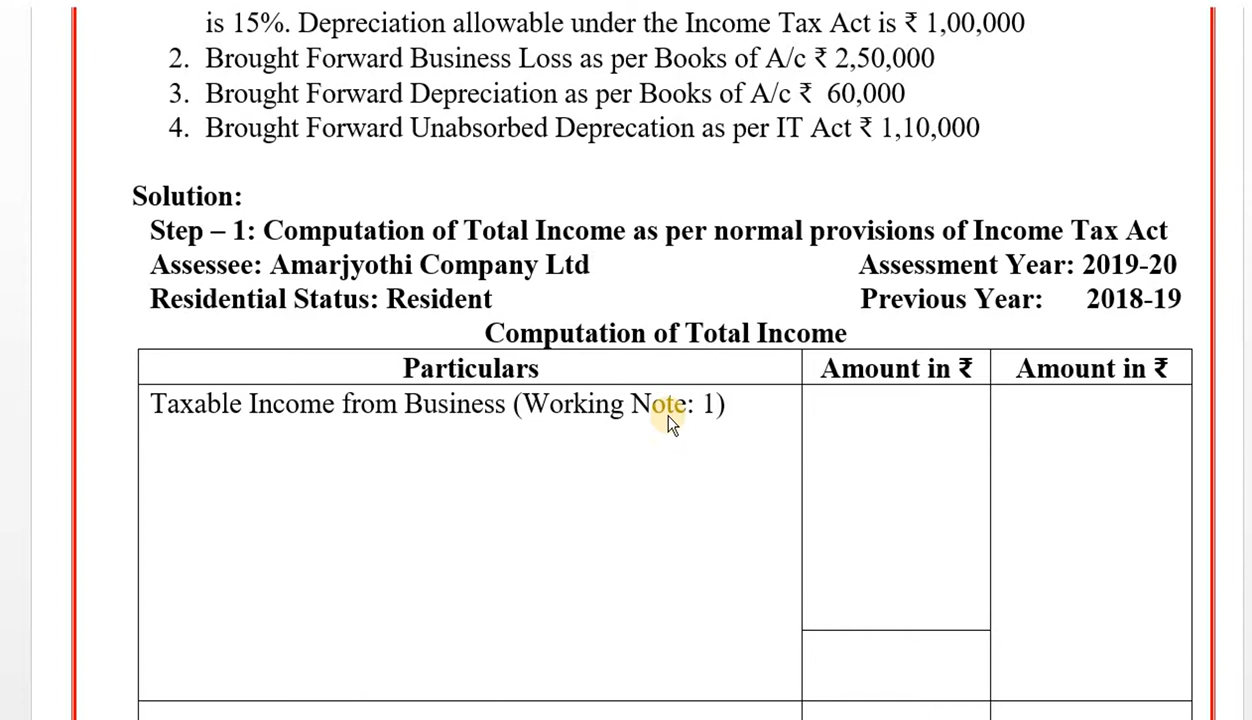 is 15%. Depreciation allowable under the Income Tax Act is ₹ 1,00,000
2. Brought Forward Business Loss as per Books of A/c ₹ 2,50,000
3. Brought Forward Depreciation as per Books of A/c ₹ 60,000
4. Brought Forward Unabsorbed Deprecation as per IT Act ₹ 1,10,000
Solution:
Step – 1: Computation of Total Income as per normal provisions of Income Tax Act
Assessee: Amarjyothi Company Ltd Assessment Year: 2019-20
Residential Status: Resident Previous Year: 2018-19
Computation of Total Income
Particulars Amount in ₹ Amount in ₹
Taxable Income from Business (Working Note: 1)